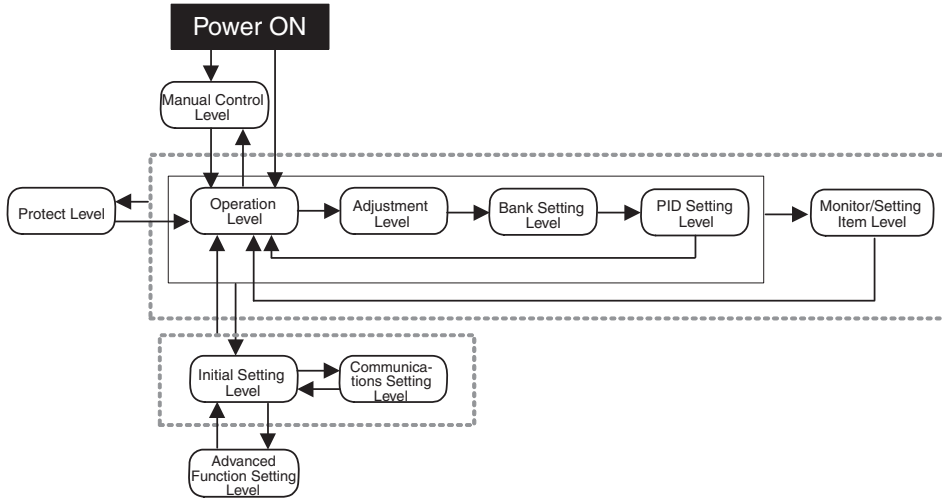 Power ON
Manual Control
Level
Protect Level
Operation
Level
Adjustment
Level
Bank Setting
Level
PID Setting
Level
Monitor/Setting
Item Level
Initial Setting
Level
Communica-
tions Setting
Level
Advanced
Function Setting
Level